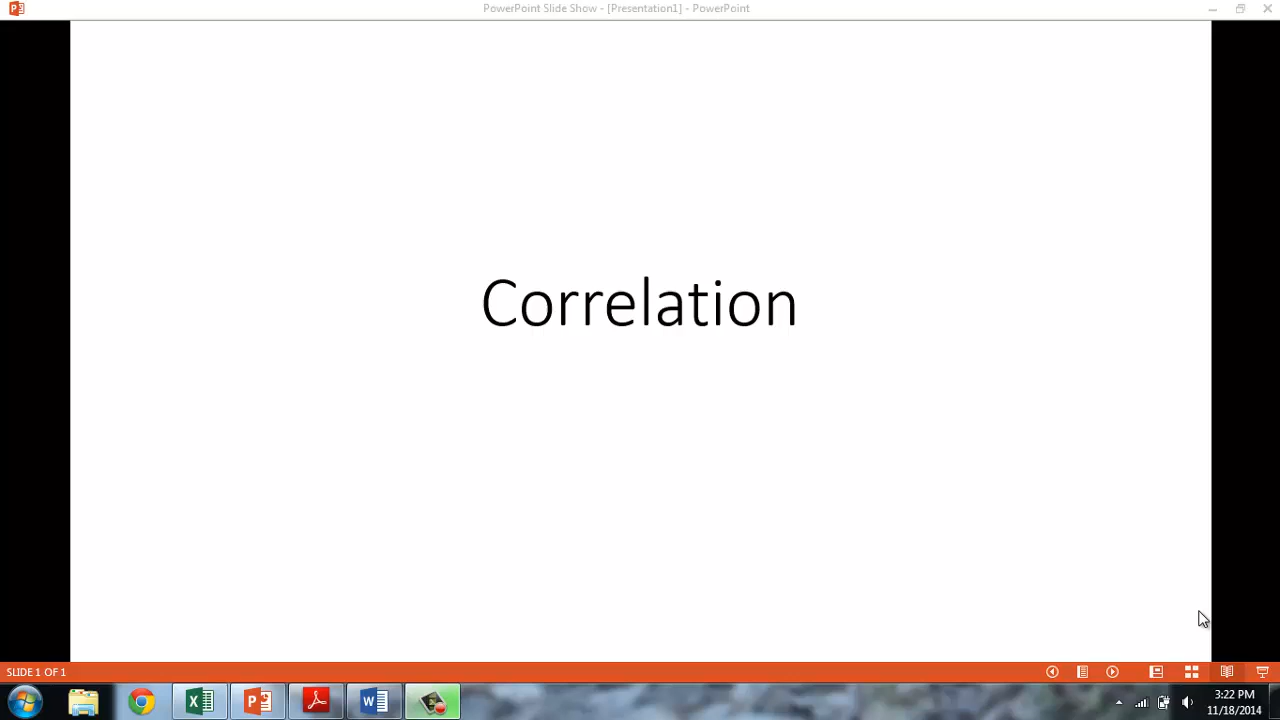 PowerPoint Slide Show - [Presentation1] - PowerPoint
Correlation
SLIDE 1 OF 1
3:22 PM
11/18/2014